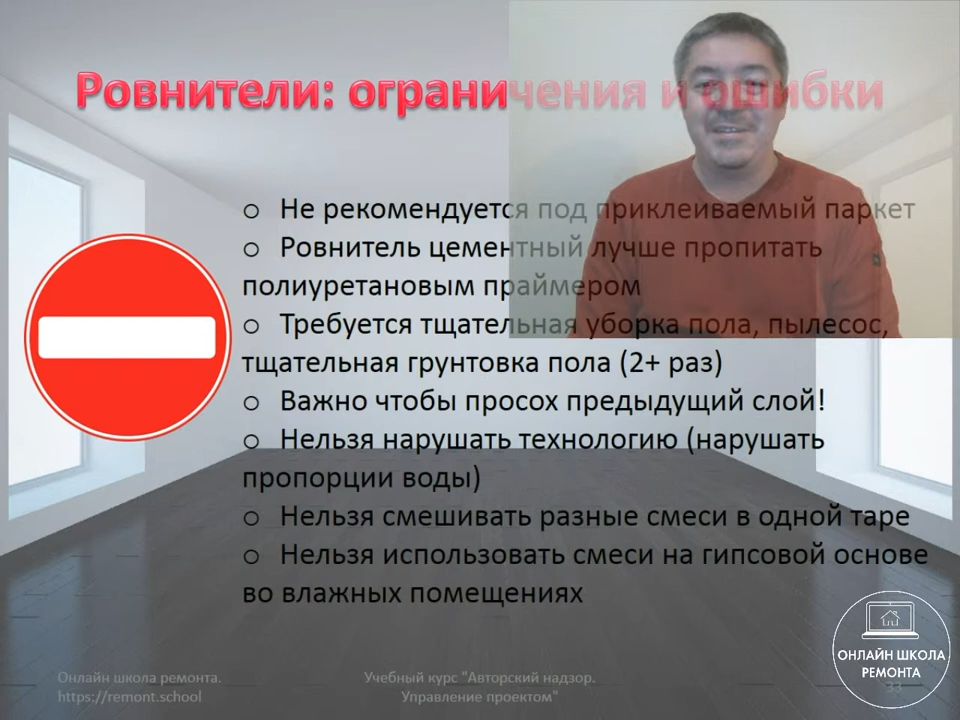 Ровнители: ограничения и ошибки
o Не рекомендуется под приклеиваемый паркет
o Ровнитель цементный лучше пропитать
полиуретановым праймером
o Требуется тщательная уборка пола, пылесос,
тщательная грунтовка пола (2+ раз)
o Важно чтобы просох предыдущий слой!
o Нельзя нарушать технологию (нарушать
пропорции воды)
o Нельзя смешивать разные смеси в одной таре
o Нельзя использовать смеси на гипсовой основе
во влажных помещениях
ОНЛАЙН ШКОЛА
РЕМОНТА
Онлайн школа ремонта.
https://remont.school
Учебный курс "Авторский надзор.
Управление проектом"
33